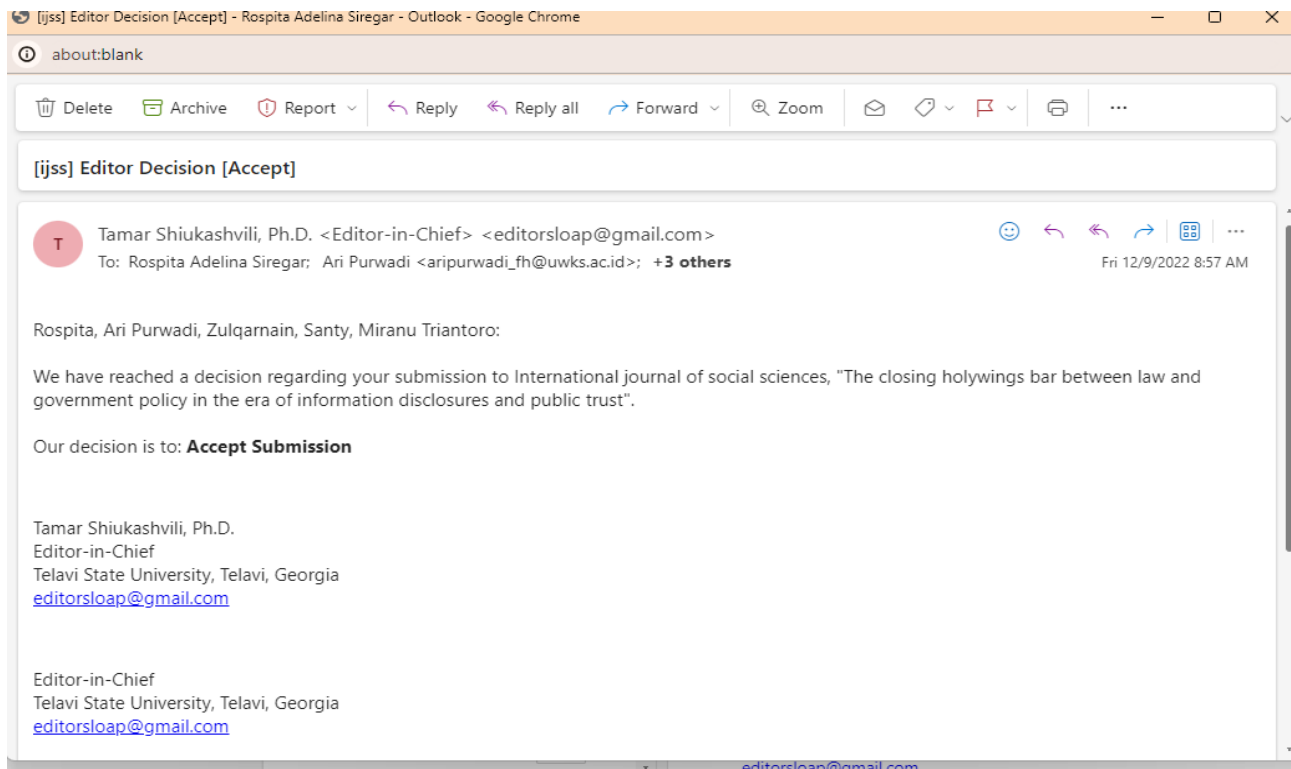 [ijss] Editor Decision [Accept] - Rospita Adelina Siregar - Outlook - Google Chrome
about:blank
Delete Archive Report Reply Reply all Forward Zoom
[ijss] Editor Decision [Accept]
T
Tamar Shiukashvili, Ph.D. <Editor-in-Chief> <editorsloap@gmail.com>
To: Rospita Adelina Siregar; Ari Purwadi <aripurwadi_fh@uwks.ac.id>; +3 others
Fri 12/9/2022 8:57 AM
Rospita, Ari Purwadi, Zulqarnain, Santy, Miranu Triantoro:
We have reached a decision regarding your submission to International journal of social sciences, "The closing holywings bar between law and
government policy in the era of information disclosures and public trust".
Our decision is to: Accept Submission
Tamar Shiukashvili, Ph.D.
Editor-in-Chief
Telavi State University, Telavi, Georgia
editorsloap@gmail.com
Editor-in-Chief
Telavi State University, Telavi, Georgia
editorsloap@gmail.com
editorsloap@gmail.com